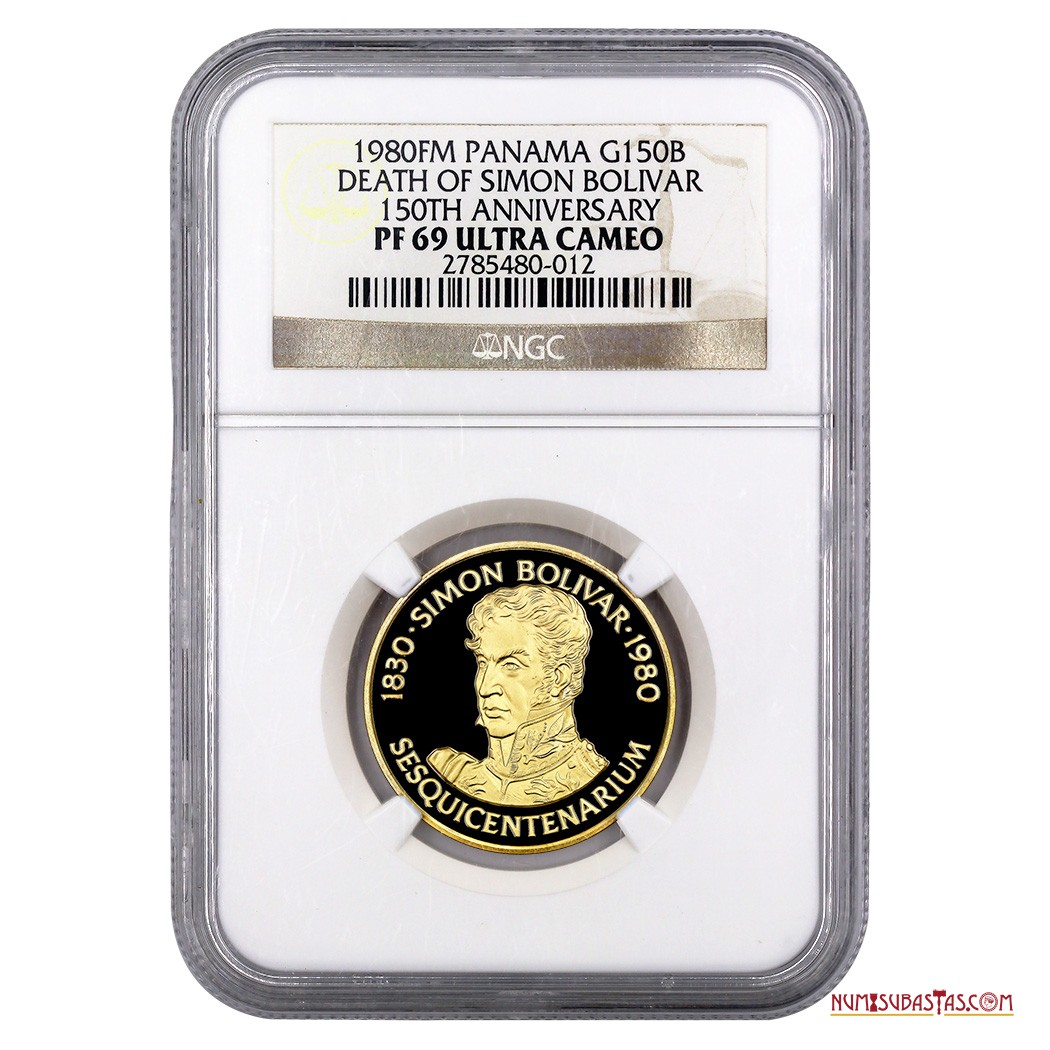 1980FM PANAMA G150B
DEATH OF SIMON BOLIVAR
150TH ANNIVERSARY
PF 69 ULTRA CAMEO
2785480-012
NGC
1830 · SIMON BOLIVAR · 1980
SESQUICENTENARIUM
NUMISUBASTAS.COM